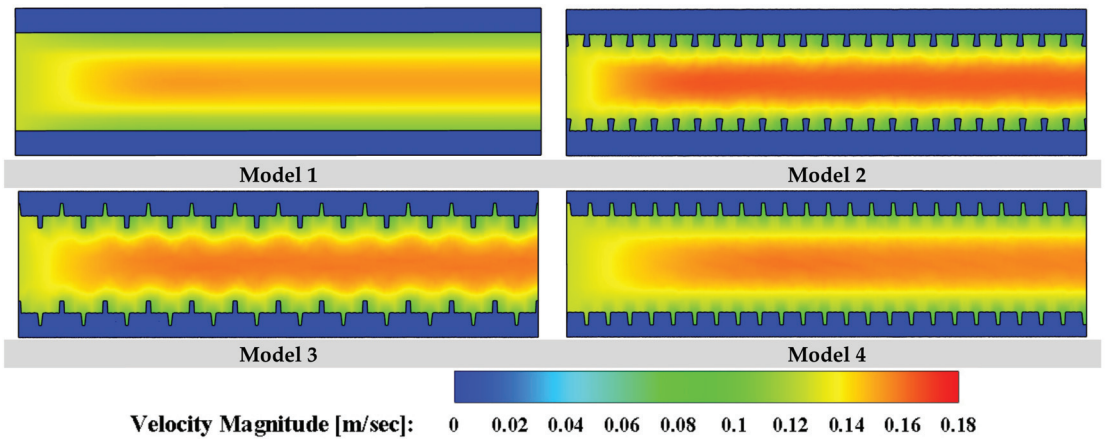 Model 1
Model 2
Model 3
Model 4
Velocity Magnitude [m/sec]: 0 0.02 0.04 0.06 0.08 0.1 0.12 0.14 0.16 0.18